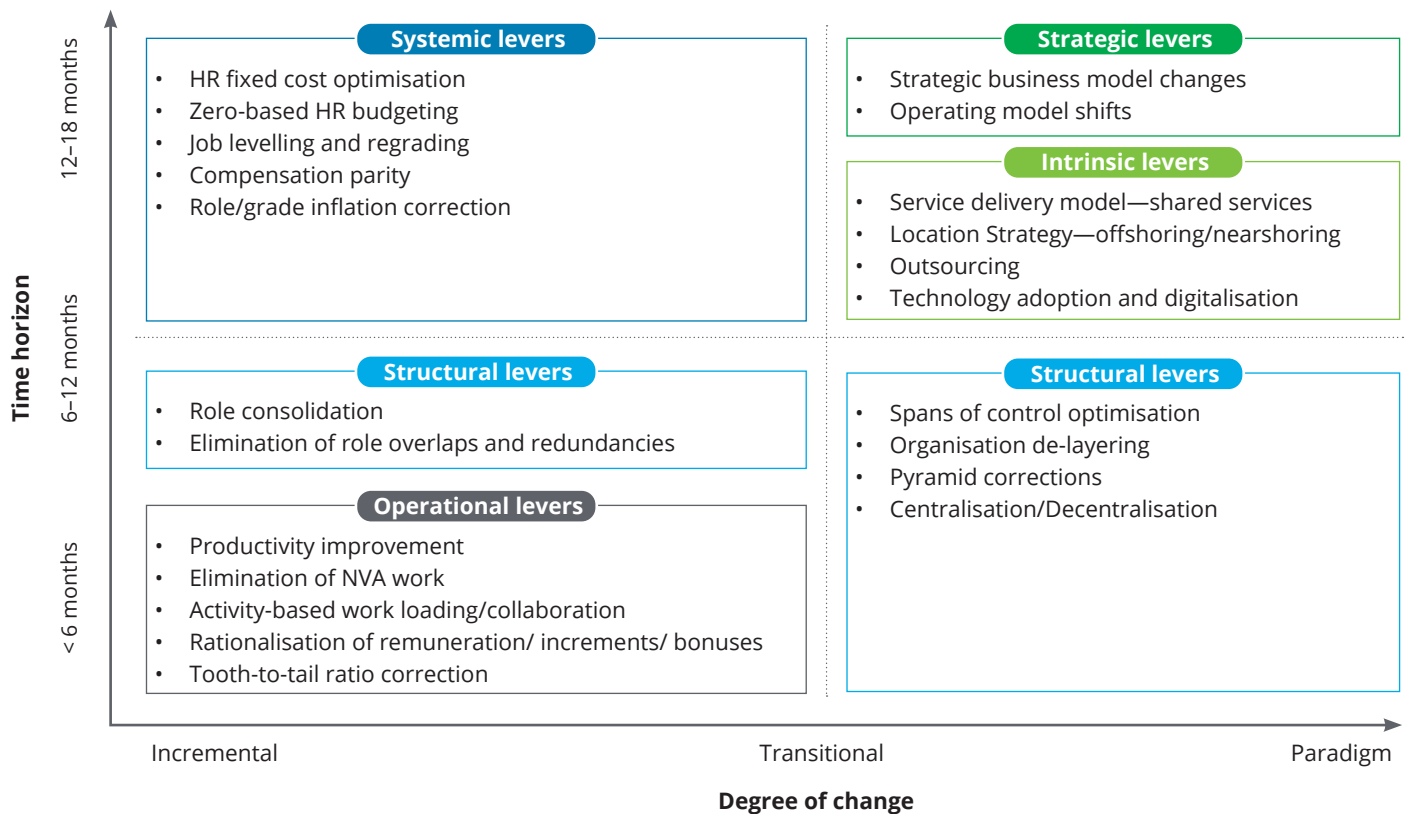 Time horizon
12–18 months
6–12 months
< 6 months
Systemic levers
• HR fixed cost optimisation
• Zero-based HR budgeting
• Job levelling and regrading
• Compensation parity
• Role/grade inflation correction
Strategic levers
• Strategic business model changes
• Operating model shifts
Intrinsic levers
• Service delivery model—shared services
• Location Strategy—offshoring/nearshoring
• Outsourcing
• Technology adoption and digitalisation
Structural levers
• Role consolidation
• Elimination of role overlaps and redundancies
Operational levers
• Productivity improvement
• Elimination of NVA work
• Activity-based work loading/collaboration
• Rationalisation of remuneration/ increments/ bonuses
• Tooth-to-tail ratio correction
Structural levers
• Spans of control optimisation
• Organisation de-layering
• Pyramid corrections
• Centralisation/Decentralisation
Incremental
Transitional
Paradigm
Degree of change